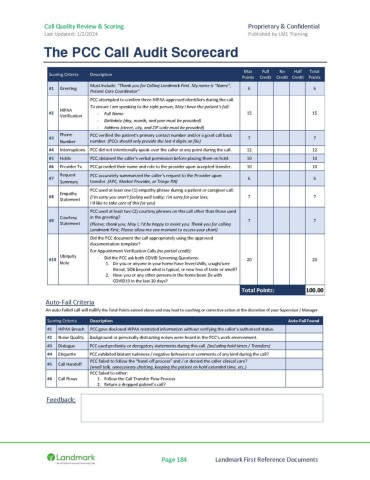 Call Quality Review & Scoring Proprietary & Confidential
Last Updated: 1/2/2024 Published by LM1 Training
The PCC Call Audit Scorecard
Scoring Criteria Description Max Points Full Credit No Credit Half Credit Total Points
#1 Greeting Must Include: "Thank you for Calling Landmark First. My name is "Name",
Patient Care Coordinator" 6 6
#2 HIPAA Verification PCC attempted to confirm three HIPAA approved identifiers during the call.
To ensure I am speaking to the right person, May I have the patient's full:
- Full Name
- Birthdate (day, month, and year must be provided)
- Address (street, city, and ZIP code must be provided) 15 15
#3 Phone Number PCC verified the patient's primary contact number and/or a good call back
number. (PCCs should only provide the last 4 digits on file) 7 7
#4 Interruptions PCC did not intentionally speak over the caller at any point during the call. 12 12
#5 Holds PCC obtained the caller's verbal permission before placing them on hold. 10 10
#6 Provider To PCC provided their name and role to the provider upon accepted transfer. 10 10
#7 Request Summary PCC accurately summarized the caller's request to the Provider upon
transfer. (APC, Market Provider, or Triage RN) 6 6
#8 Empathy Statement PCC used at least one (1) empathy phrase during a patient or caregiver call:
(I'm sorry you aren't feeling well today; I'm sorry for your loss;
I'd like to take care of this for you) 7 7
#9 Courtesy Statement PCC used at least two (2) courtesy phrases on this call other than those used
in the greeting?
(Please; thank you; May I; I'd be happy to assist you; Thank you for calling
Landmark First; Please allow me one moment to access your chart) 7 7
#10 Ubiquity Note Did the PCC document the call appropriately using the approved
documentation template?
For Appointment Verification Calls (no partial credit):
- Did the PCC ask both COVID Screening Questions:
1. Do you or anyone in your home have fever/chills, cough/sore
throat, SOB beyond what is typical, or new loss of taste or smell?
2. Have you or any other persons in the home been Dx with
COVID19 in the last 10 days? 20 20
Total Points: 100.00
Auto-Fail Criteria
An auto failed call will nullify the Total Points earned above and may lead to coaching or corrective action at the discretion of your Supervisor / Manager.
Scoring Criteria Description Auto-Fail Found
#1 HIPAA Breach PCC gave disclosed HIPAA restricted information without verifying the caller's authorized status.
#2 Noise Quality Background or personally distracting noises were heard in the PCC's work environment.
#3 Dialogue PCC used profanity or derogatory statements during this call. (Including hold times / Transfers)
#4 Etiquette PCC exhibited blatant rudeness / negative behaviors or comments of any kind during the call?
#5 Call Handoff PCC failed to follow the "hand-off process" and / or denied the caller clinical care?
(small talk, unnecessary chatting, keeping the patient on hold extended time, etc.)
#6 Call Flows PCC failed to either:
1. Follow the Call Transfer Flow Process
2. Return a dropped patient's call?
Feedback:
Landmark
Page 184 Landmark First Reference Documents